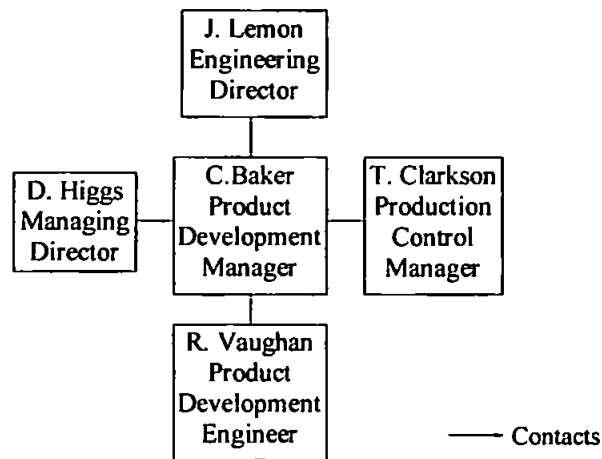 J. Lemon
Engineering
Director
D. Higgs
Managing
Director
C.Baker
Product
Development
Manager
T. Clarkson
Production
Control
Manager
R. Vaughan
Product
Development
Engineer
Contacts